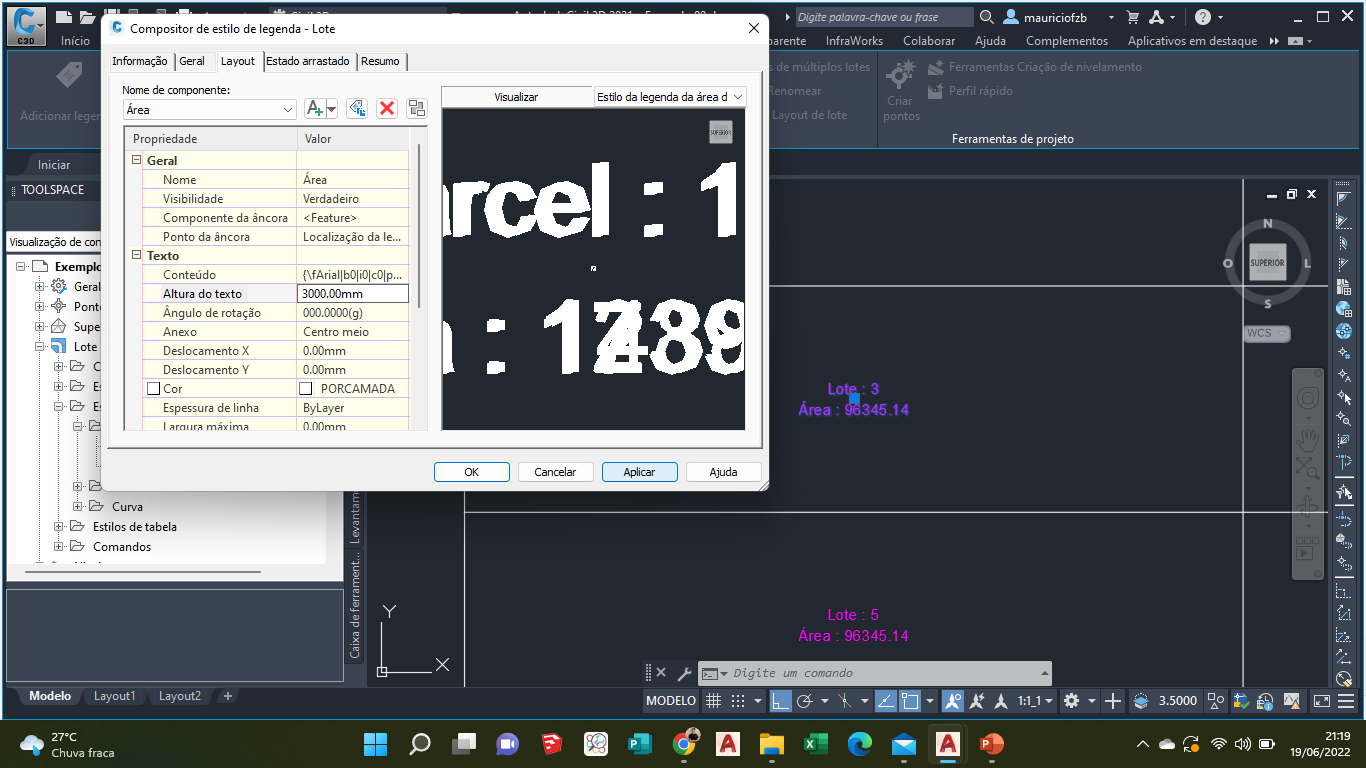 C3D
Digite palavra-chave ou frase
mauriciofzb
Início
InfraWorks
Colaborar
Ajuda
Complementos
Aplicativos em destaque
Compositor de estilo de legenda - Lote
Informação
Geral
Layout
Estado arrastado
Resumo
Nome de componente:
Área
Visualizar
Estilo da legenda da área d
Propriedade
Valor
Geral
Nome
Área
Visibilidade
Verdadeiro
Componente da âncora
<Feature>
Ponto da âncora
Localização da le...
Texto
Conteúdo
{\fArial|b0|i0|c0|p...
Altura do texto
3000.00mm
Ângulo de rotação
000.0000(g)
Anexo
Centro meio
Deslocamento X
0.00mm
Deslocamento Y
0.00mm
Cor
PORCAMADA
Espessura de linha
ByLayer
Largura máxima
0.00mm
SUPERIOR
arcel : 1
OK
Cancelar
Aplicar
Ajuda
s de múltiplos lotes
Renomear
Layout de lote
Criar
pontos
Ferramentas Criação de nivelamento
Perfil rápido
Ferramentas de projeto
Adicionar leger
Iniciar
TOOLSPACE
Visualização de con
Exemplo
Geral
Ponto
Supe
Lote
Curva
Estilos de tabela
Comandos
Levantame
Caixa de ferrament...
N
O
SUPERIOR
L
S
WCS
Lote : 3
Área : 96345.14
Lote : 5
Área : 96345.14
Y
X
Digite um comando
Modelo
Layout1
Layout2
+
MODELO
1:1_1
3.5000
27°C
Chuva fraca
21:19
19/06/2022